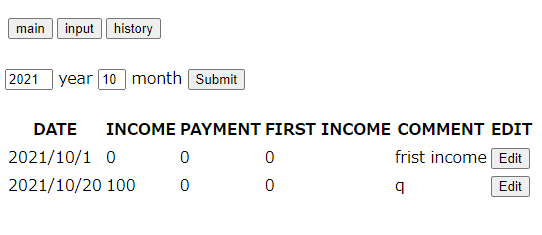 main input history
2021 year 10 month Submit
DATE INCOME PAYMENT FIRST INCOME COMMENT EDIT
2021/10/1 0 0 0 frist income Edit
2021/10/20 100 0 0 q Edit